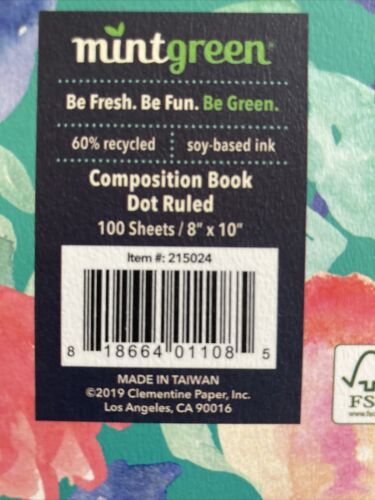 mintgreen
Be Fresh. Be Fun. Be Green.
60% recycled soy-based ink
Composition Book
Dot Ruled
100 Sheets / 8" x 10"
Item #: 215024
8 18664 01108 5
MADE IN TAIWAN
©2019 Clementine Paper, Inc.
Los Angeles, CA 90016
FS